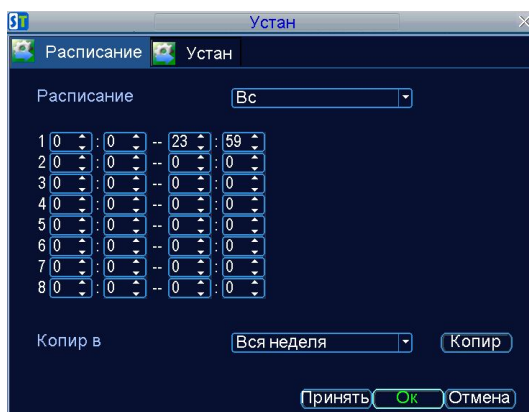 ST Устан
Расписание Устан
Расписание Вс
1 0 : 0 -- 23 : 59
2 0 : 0 -- 0 : 0
3 0 : 0 -- 0 : 0
4 0 : 0 -- 0 : 0
5 0 : 0 -- 0 : 0
6 0 : 0 -- 0 : 0
7 0 : 0 -- 0 : 0
8 0 : 0 -- 0 : 0
Копир в Вся неделя Копир
Принять Ок Отмена